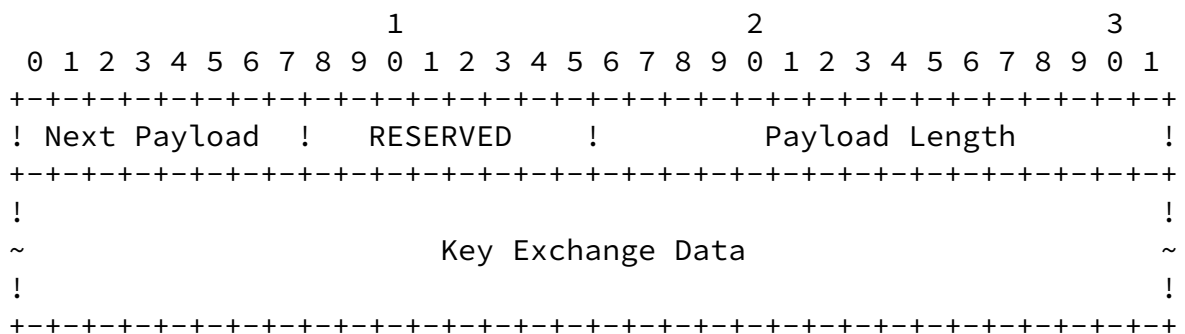 1                   2                   3
 0 1 2 3 4 5 6 7 8 9 0 1 2 3 4 5 6 7 8 9 0 1 2 3 4 5 6 7 8 9 0 1
+-+-+-+-+-+-+-+-+-+-+-+-+-+-+-+-+-+-+-+-+-+-+-+-+-+-+-+-+-+-+-+-+
! Next Payload  !   RESERVED    !         Payload Length        !
+-+-+-+-+-+-+-+-+-+-+-+-+-+-+-+-+-+-+-+-+-+-+-+-+-+-+-+-+-+-+-+-+
!                                                               !
~                       Key Exchange Data                       ~
!                                                               !
+-+-+-+-+-+-+-+-+-+-+-+-+-+-+-+-+-+-+-+-+-+-+-+-+-+-+-+-+-+-+-+-+